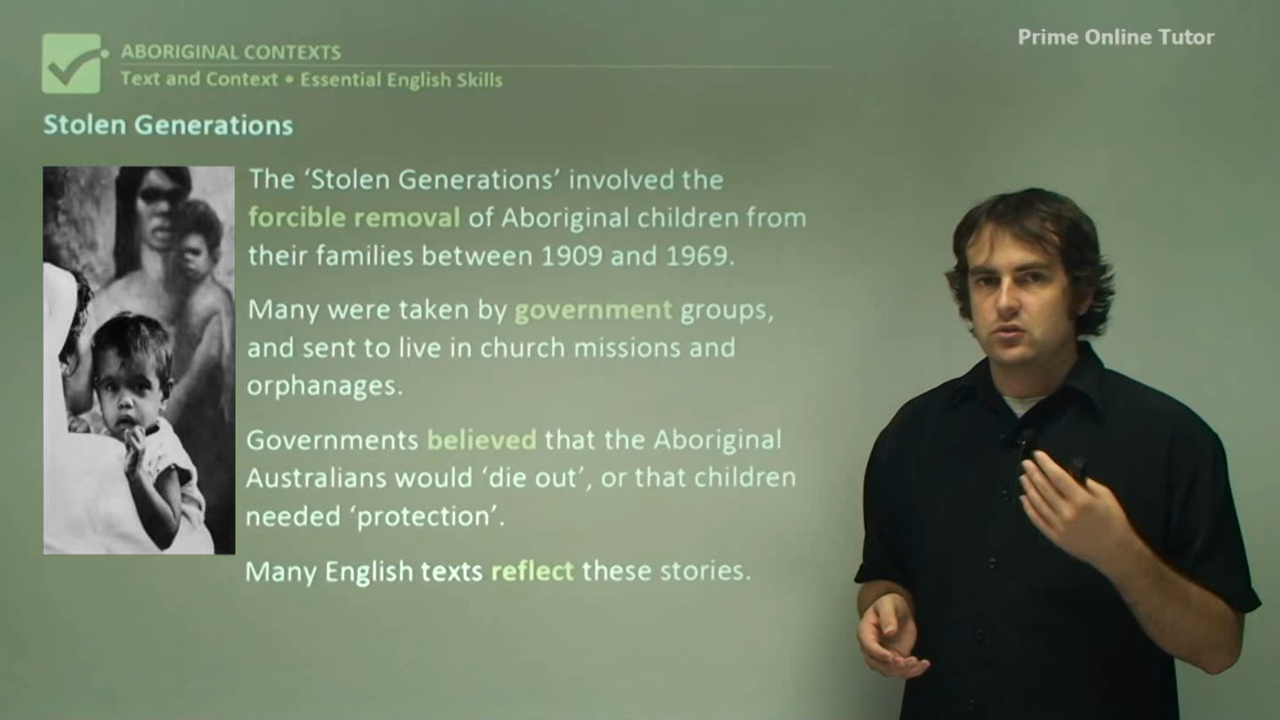 Prime Online Tutor
ABORIGINAL CONTEXTS
Text and Context • Essential English Skills
Stolen Generations
The ‘Stolen Generations’ involved the
forcible removal of Aboriginal children from
their families between 1909 and 1969.
Many were taken by government groups,
and sent to live in church missions and
orphanages.
Governments believed that the Aboriginal
Australians would ‘die out’, or that children
needed ‘protection’.
Many English texts reflect these stories.